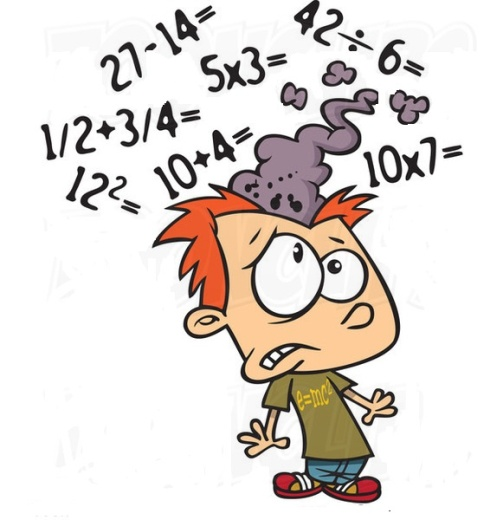 27-14=
42÷6=
5x3=
1/2+3/4=
10+4=
10x7=
12²=
e=mc²